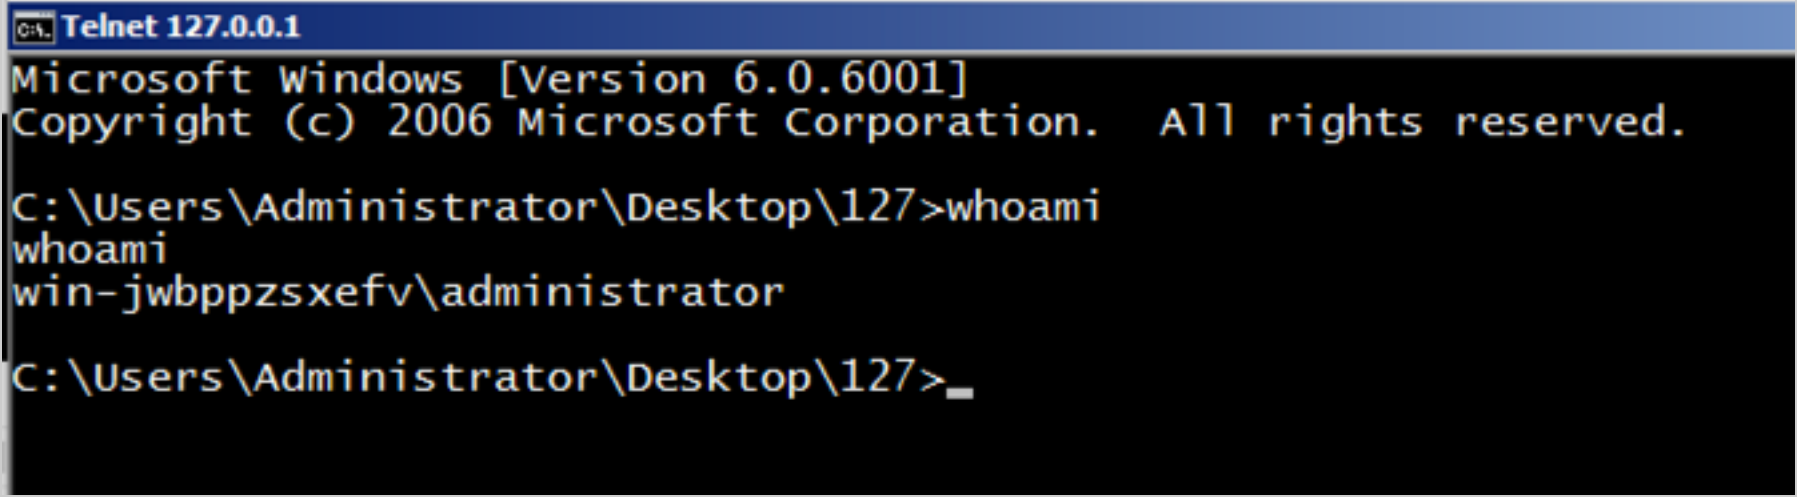 C:\. Telnet 127.0.0.1
Microsoft Windows [Version 6.0.6001]
Copyright (c) 2006 Microsoft Corporation.  All rights reserved.
C:\Users\Administrator\Desktop\127>whoami
whoami
win-jwbppzsxefv\administrator
C:\Users\Administrator\Desktop\127>_